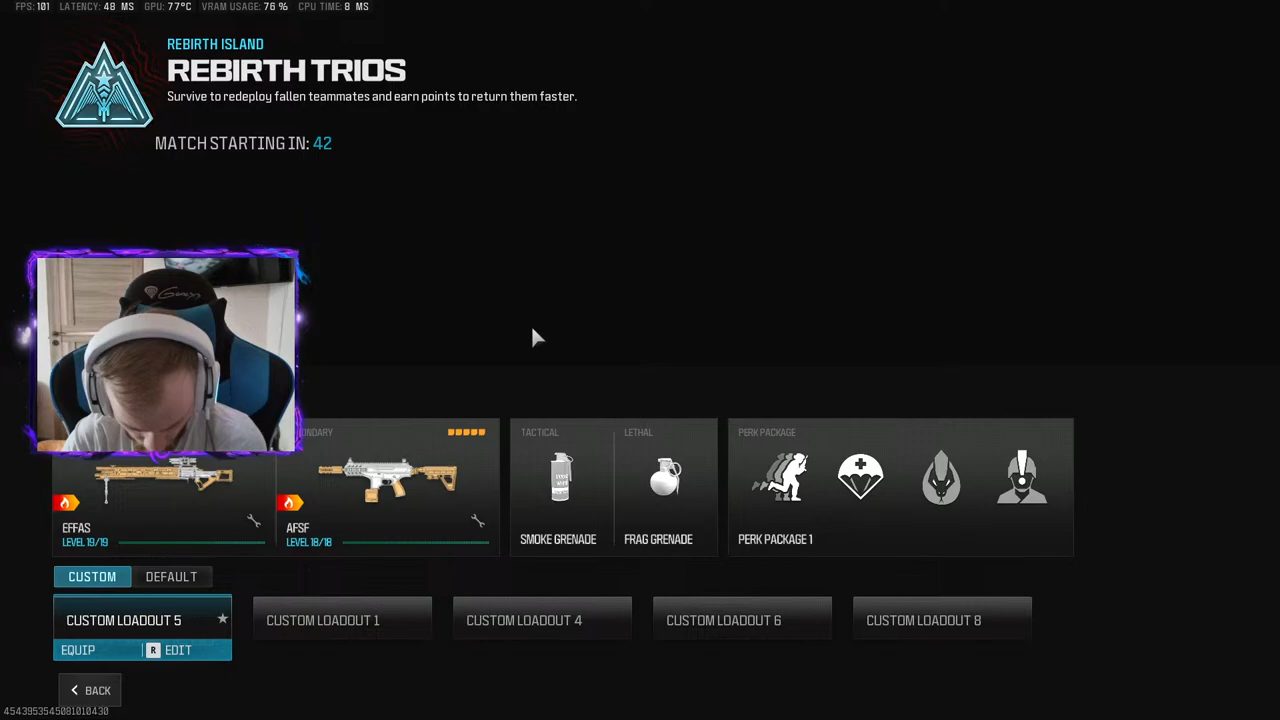 FPS: 101 LATENCY: 48 MS GPU: 77°C VRAM USAGE: 76 % CPU TIME: 8 MS
REBIRTH ISLAND
REBIRTH TRIOS
Survive to redeploy fallen teammates and earn points to return them faster.
MATCH STARTING IN: 42
TACTICAL
LETHAL
PERK PACKAGE
EFFAS
LEVEL 19/19
AFSF
LEVEL 18/18
SMOKE GRENADE
FRAG GRENADE
PERK PACKAGE 1
CUSTOM
DEFAULT
CUSTOM LOADOUT 5
CUSTOM LOADOUT 1
CUSTOM LOADOUT 4
CUSTOM LOADOUT 6
CUSTOM LOADOUT 8
EQUIP
R EDIT
BACK
4543953545081010430